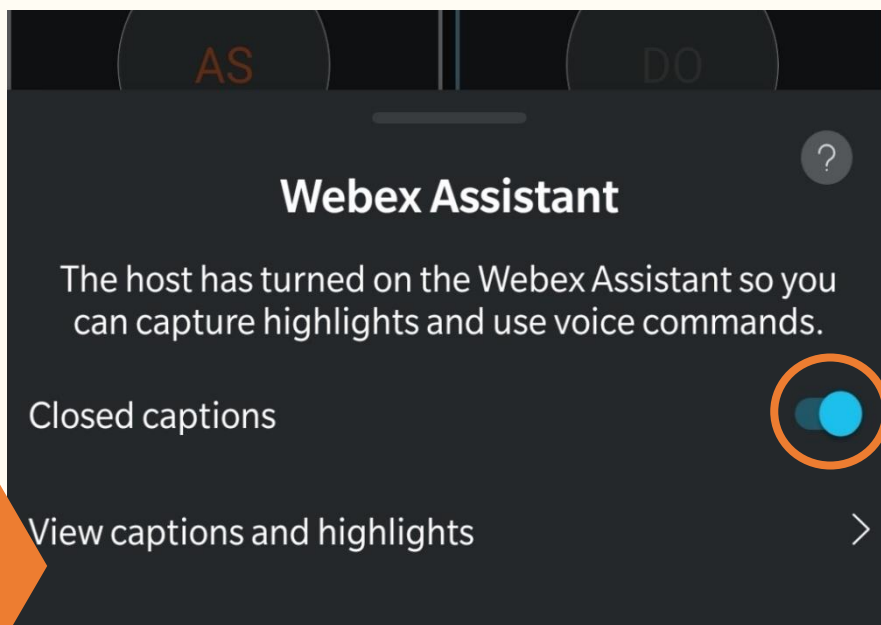 AS
DO
?
Webex Assistant
The host has turned on the Webex Assistant so you
can capture highlights and use voice commands.
Closed captions
View captions and highlights